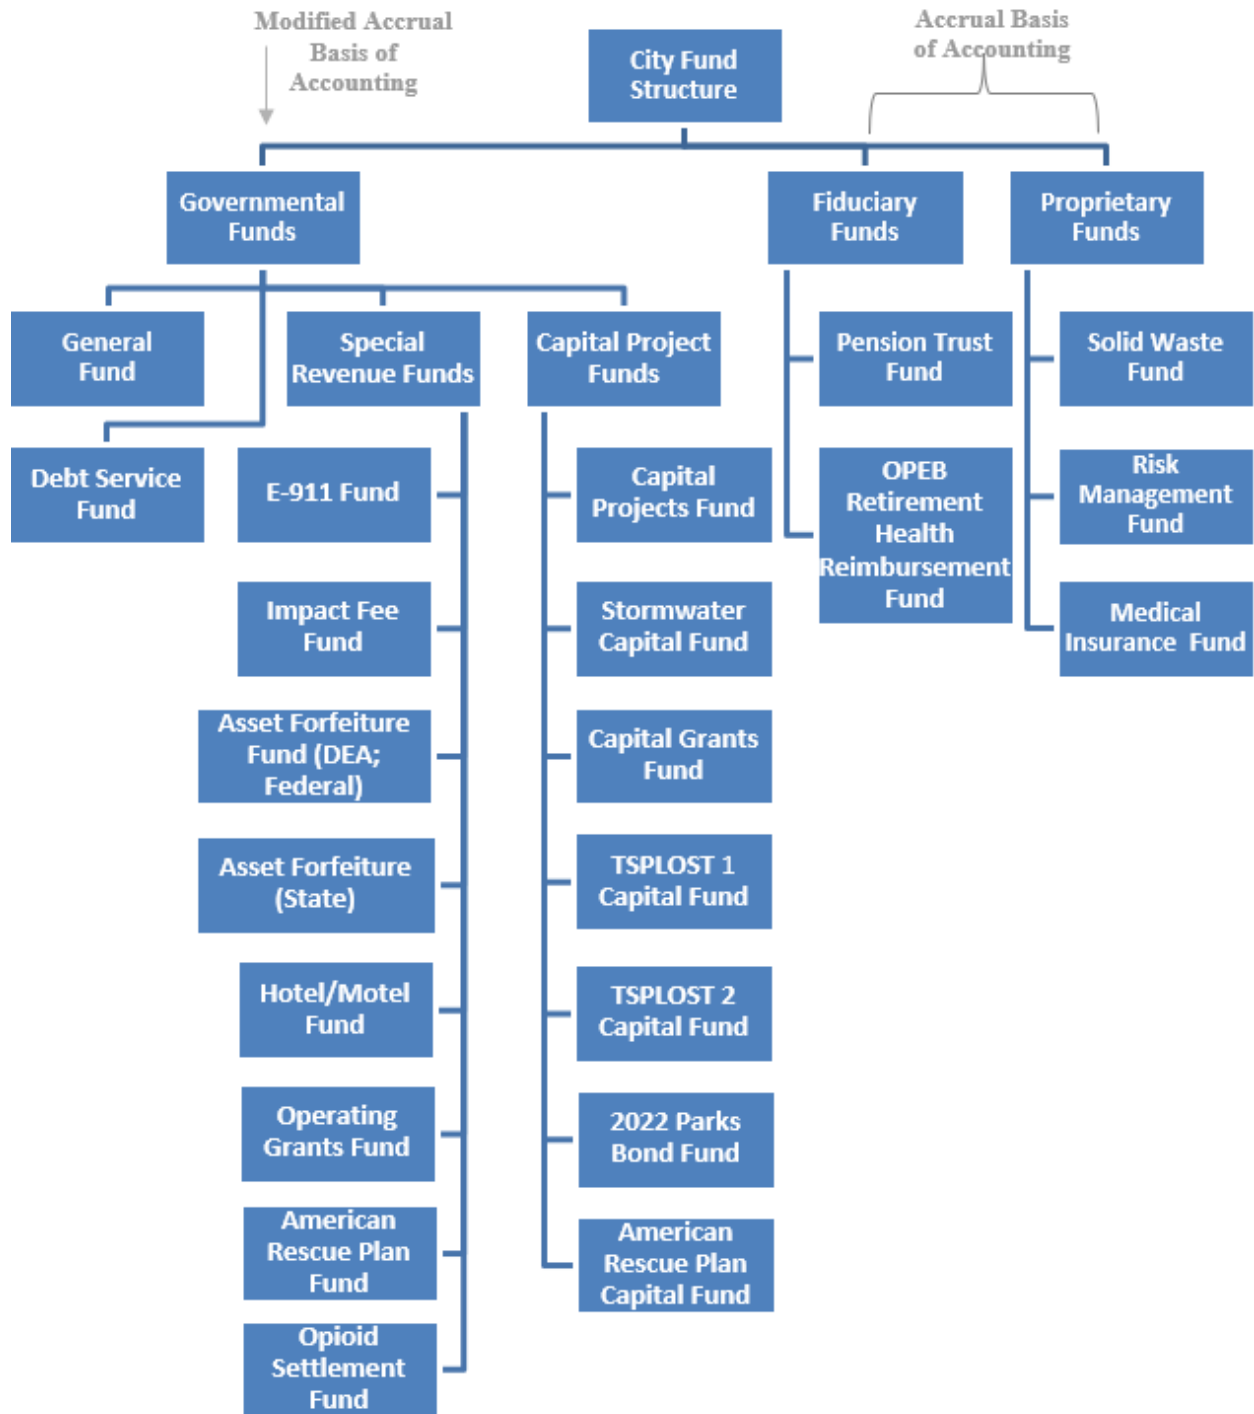 Modified Accrual
Basis of
Accounting
Accrual Basis
of Accounting
City Fund
Structure
Governmental
Funds
Fiduciary
Funds
Proprietary
Funds
General
Fund
Special
Revenue Funds
Capital Project
Funds
Pension Trust
Fund
Solid Waste
Fund
Debt Service
Fund
E-911 Fund
Capital
Projects Fund
OPEB
Retirement
Health
Reimbursement
Fund
Risk
Management
Fund
Impact Fee
Fund
Stormwater
Capital Fund
Medical
Insurance Fund
Asset Forfeiture
Fund (DEA;
Federal)
Capital Grants
Fund
Asset Forfeiture
(State)
TSPLOST 1
Capital Fund
Hotel/Motel
Fund
TSPLOST 2
Capital Fund
Operating
Grants Fund
2022 Parks
Bond Fund
American
Rescue Plan
Fund
American
Rescue Plan
Capital Fund
Opioid
Settlement
Fund